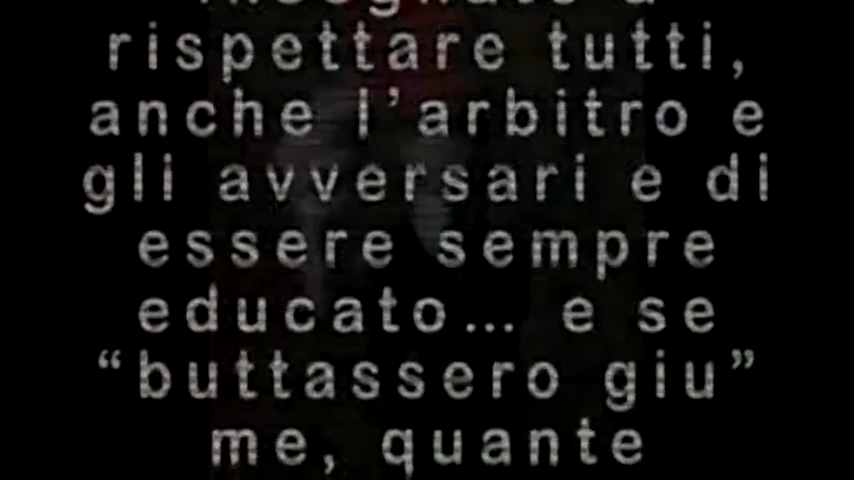 rispettare tutti,
anche l’arbitro e
gli avversari e di
essere sempre
educato... e se
“buttassero giu”
me, quante